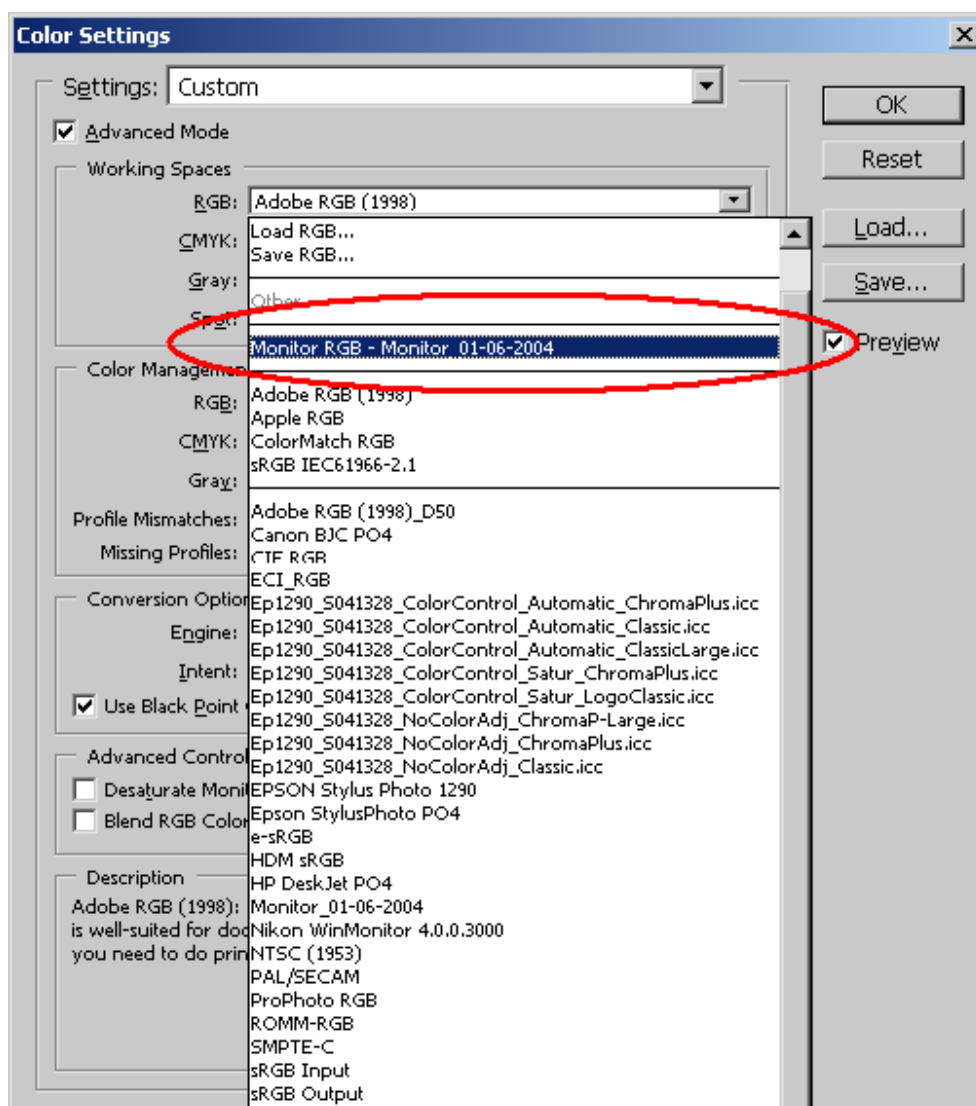 Color Settings
Settings: Custom
OK
Advanced Mode
Reset
Working Spaces
RGB: Adobe RGB (1998)
Load RGB...
Save RGB...
CMYK:
Load...
Gray:
Save...
Other
Spot:
Monitor RGB - Monitor_01-06-2004
Preview
Color Managemen
RGB:
Adobe RGB (1998)
Apple RGB
CMYK:
ColorMatch RGB
sRGB IEC61966-2.1
Gray:
Profile Mismatches:
Adobe RGB (1998)_D50
Canon BJC PO4
Missing Profiles:
CIE RGB
ECI_RGB
Conversion Option
Ep1290_S041328_ColorControl_Automatic_ChromaPlus.icc
Engine:
Ep1290_S041328_ColorControl_Automatic_Classic.icc
Ep1290_S041328_ColorControl_Automatic_ClassicLarge.icc
Intent:
Ep1290_S041328_ColorControl_Satur_ChromaPlus.icc
Ep1290_S041328_ColorControl_Satur_LogoClassic.icc
Use Black Point
Ep1290_S041328_NoColorAdj_ChromaP-Large.icc
Ep1290_S041328_NoColorAdj_ChromaPlus.icc
Advanced Control
Ep1290_S041328_NoColorAdj_Classic.icc
Desaturate Moni
EPSON Stylus Photo 1290
Epson StylusPhoto PO4
Blend RGB Color
e-sRGB
HDM sRGB
Description
HP DeskJet PO4
Adobe RGB (1998):
Monitor_01-06-2004
is well-suited for doc
Nikon WinMonitor 4.0.0.3000
you need to do prin
NTSC (1953)
PAL/SECAM
ProPhoto RGB
ROMM-RGB
SMPTE-C
sRGB Input
sRGB Output